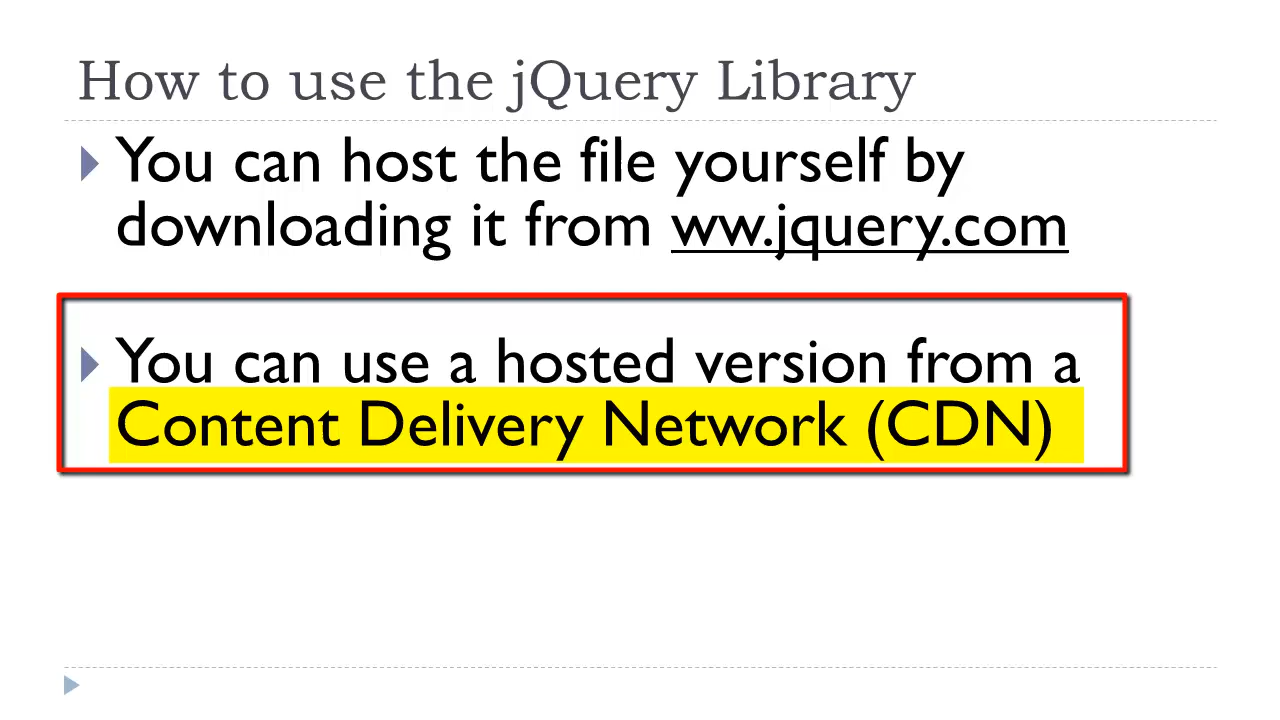 How to use the jQuery Library
You can host the file yourself by
downloading it from ww.jquery.com
You can use a hosted version from a
Content Delivery Network (CDN)